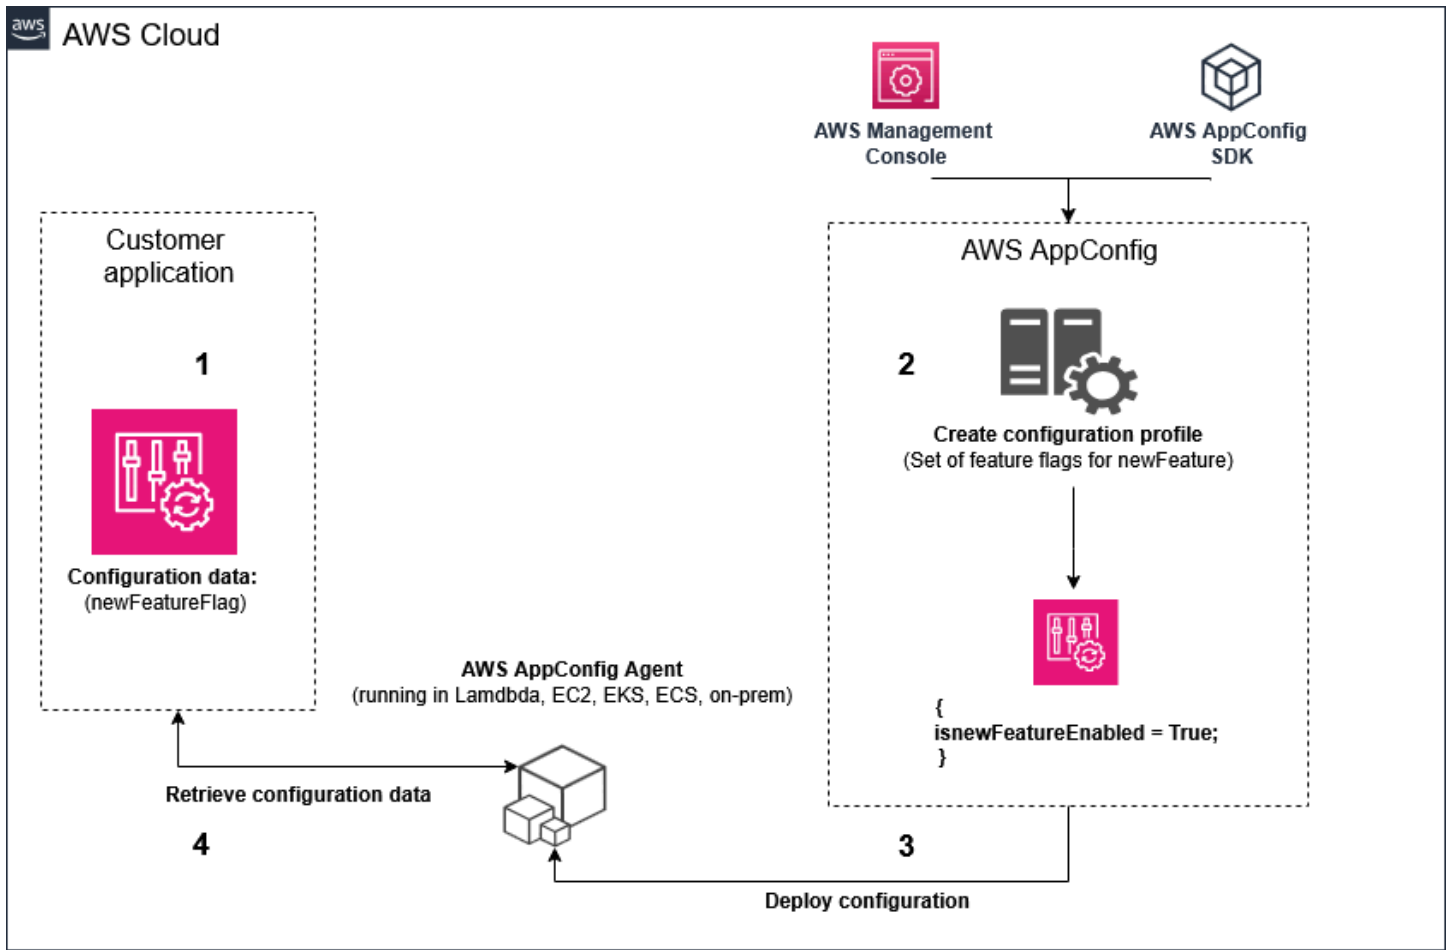 aws
AWS Cloud
AWS Management
Console
AWS AppConfig
SDK
Customer
application
1
Configuration data:
(newFeatureFlag)
AWS AppConfig
2
Create configuration profile
(Set of feature flags for newFeature)
{
isnewFeatureEnabled = True;
}
AWS AppConfig Agent
(running in Lamdbda, EC2, EKS, ECS, on-prem)
Retrieve configuration data
4
3
Deploy configuration